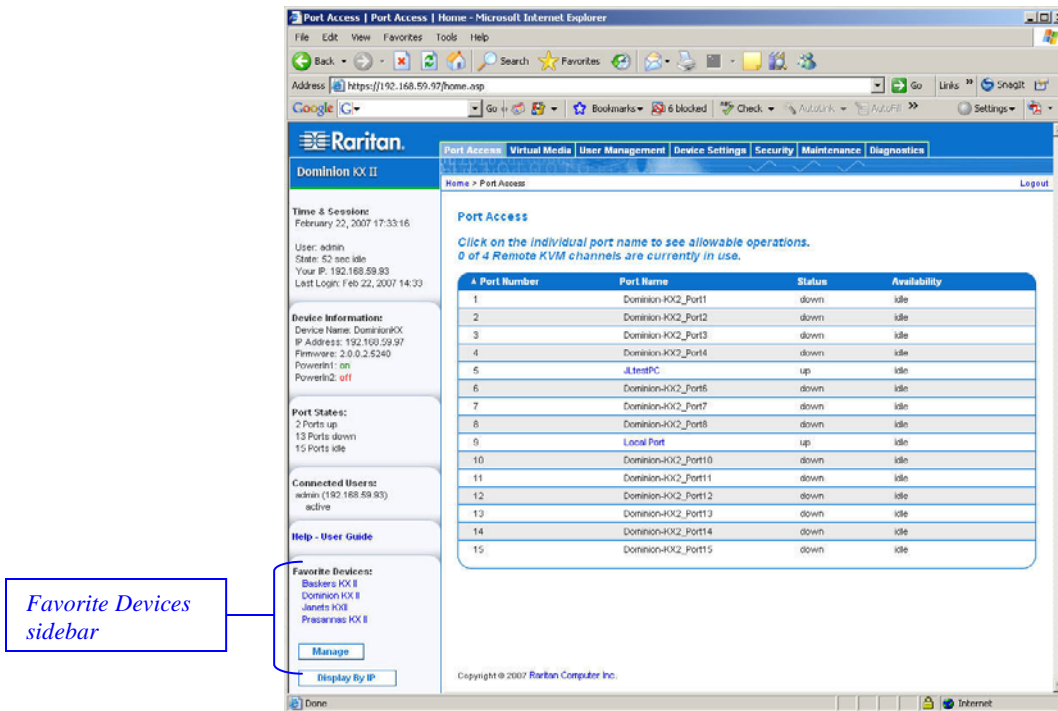 Port Access | Port Access | Home - Microsoft Internet Explorer
File Edit View Favorites Tools Help
Back Search Favorites
Address https://192.168.59.97/home.asp Go Links » SnagIt
Google G Go Bookmarks 6 blocked Check AutoLink AutoFill » Settings
Raritan.
Port Access Virtual Media User Management Device Settings Security Maintenance Diagnostics
Dominion KX II
Home > Port Access Logout
Time & Session:
February 22, 2007 17:33:16
User: admin
State: 52 sec idle
Your IP: 192.168.59.93
Last Login: Feb 22, 2007 14:33
Device Information:
Device Name: DominionKX
IP Address: 192.168.59.97
Firmware: 2.0.0.2.5240
PowerIn1: on
PowerIn2: off
Port States:
2 Ports up
13 Ports down
15 Ports idle
Connected Users:
admin (192.168.59.93)
active
Help - User Guide
Favorite Devices:
Baskers KX II
Dominion KX II
Janets KXII
Prasannas KX II
Manage
Display By IP
Port Access
Click on the individual port name to see allowable operations.
0 of 4 Remote KVM channels are currently in use.
▲ Port Number Port Name Status Availability
1 Dominion-KX2_Port1 down idle
2 Dominion-KX2_Port2 down idle
3 Dominion-KX2_Port3 down idle
4 Dominion-KX2_Port4 down idle
5 JLtestPC up idle
6 Dominion-KX2_Port6 down idle
7 Dominion-KX2_Port7 down idle
8 Dominion-KX2_Port8 down idle
9 Local Port up idle
10 Dominion-KX2_Port10 down idle
11 Dominion-KX2_Port11 down idle
12 Dominion-KX2_Port12 down idle
13 Dominion-KX2_Port13 down idle
14 Dominion-KX2_Port14 down idle
15 Dominion-KX2_Port15 down idle
Copyright © 2007 Raritan Computer Inc.
Done Internet
Favorite Devices
sidebar